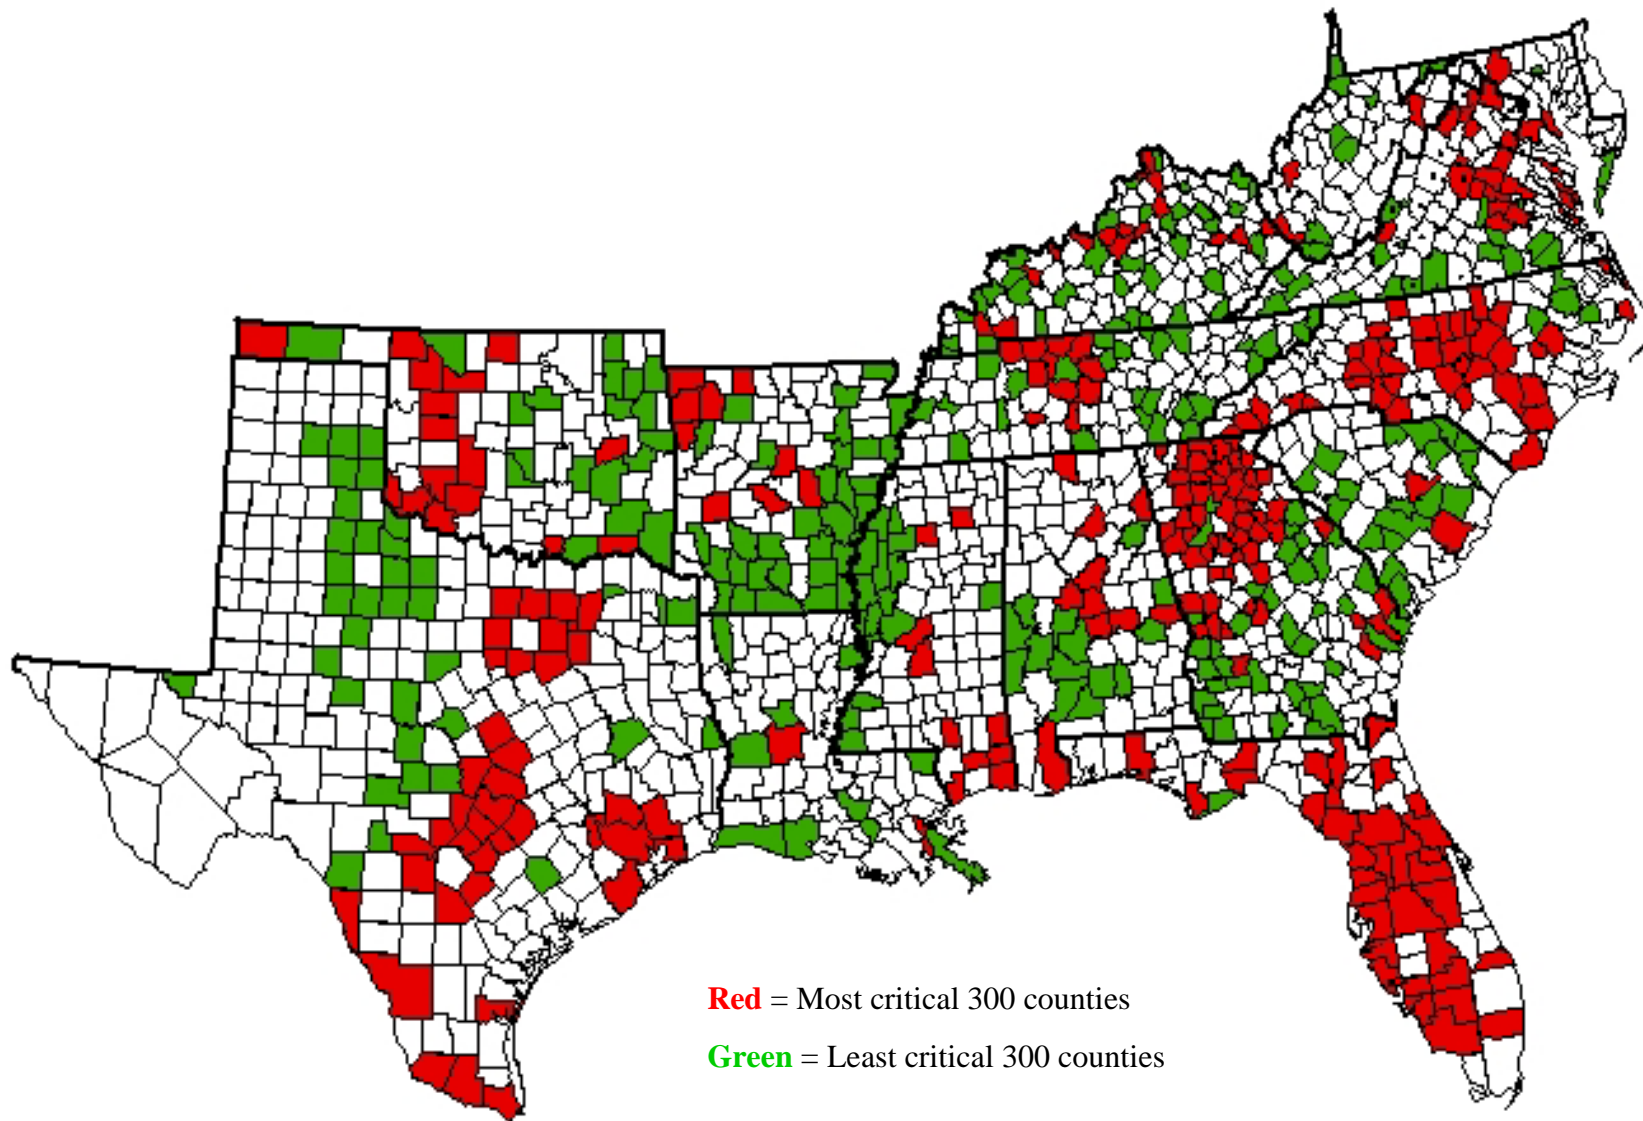 Red = Most critical 300 counties
Green = Least critical 300 counties